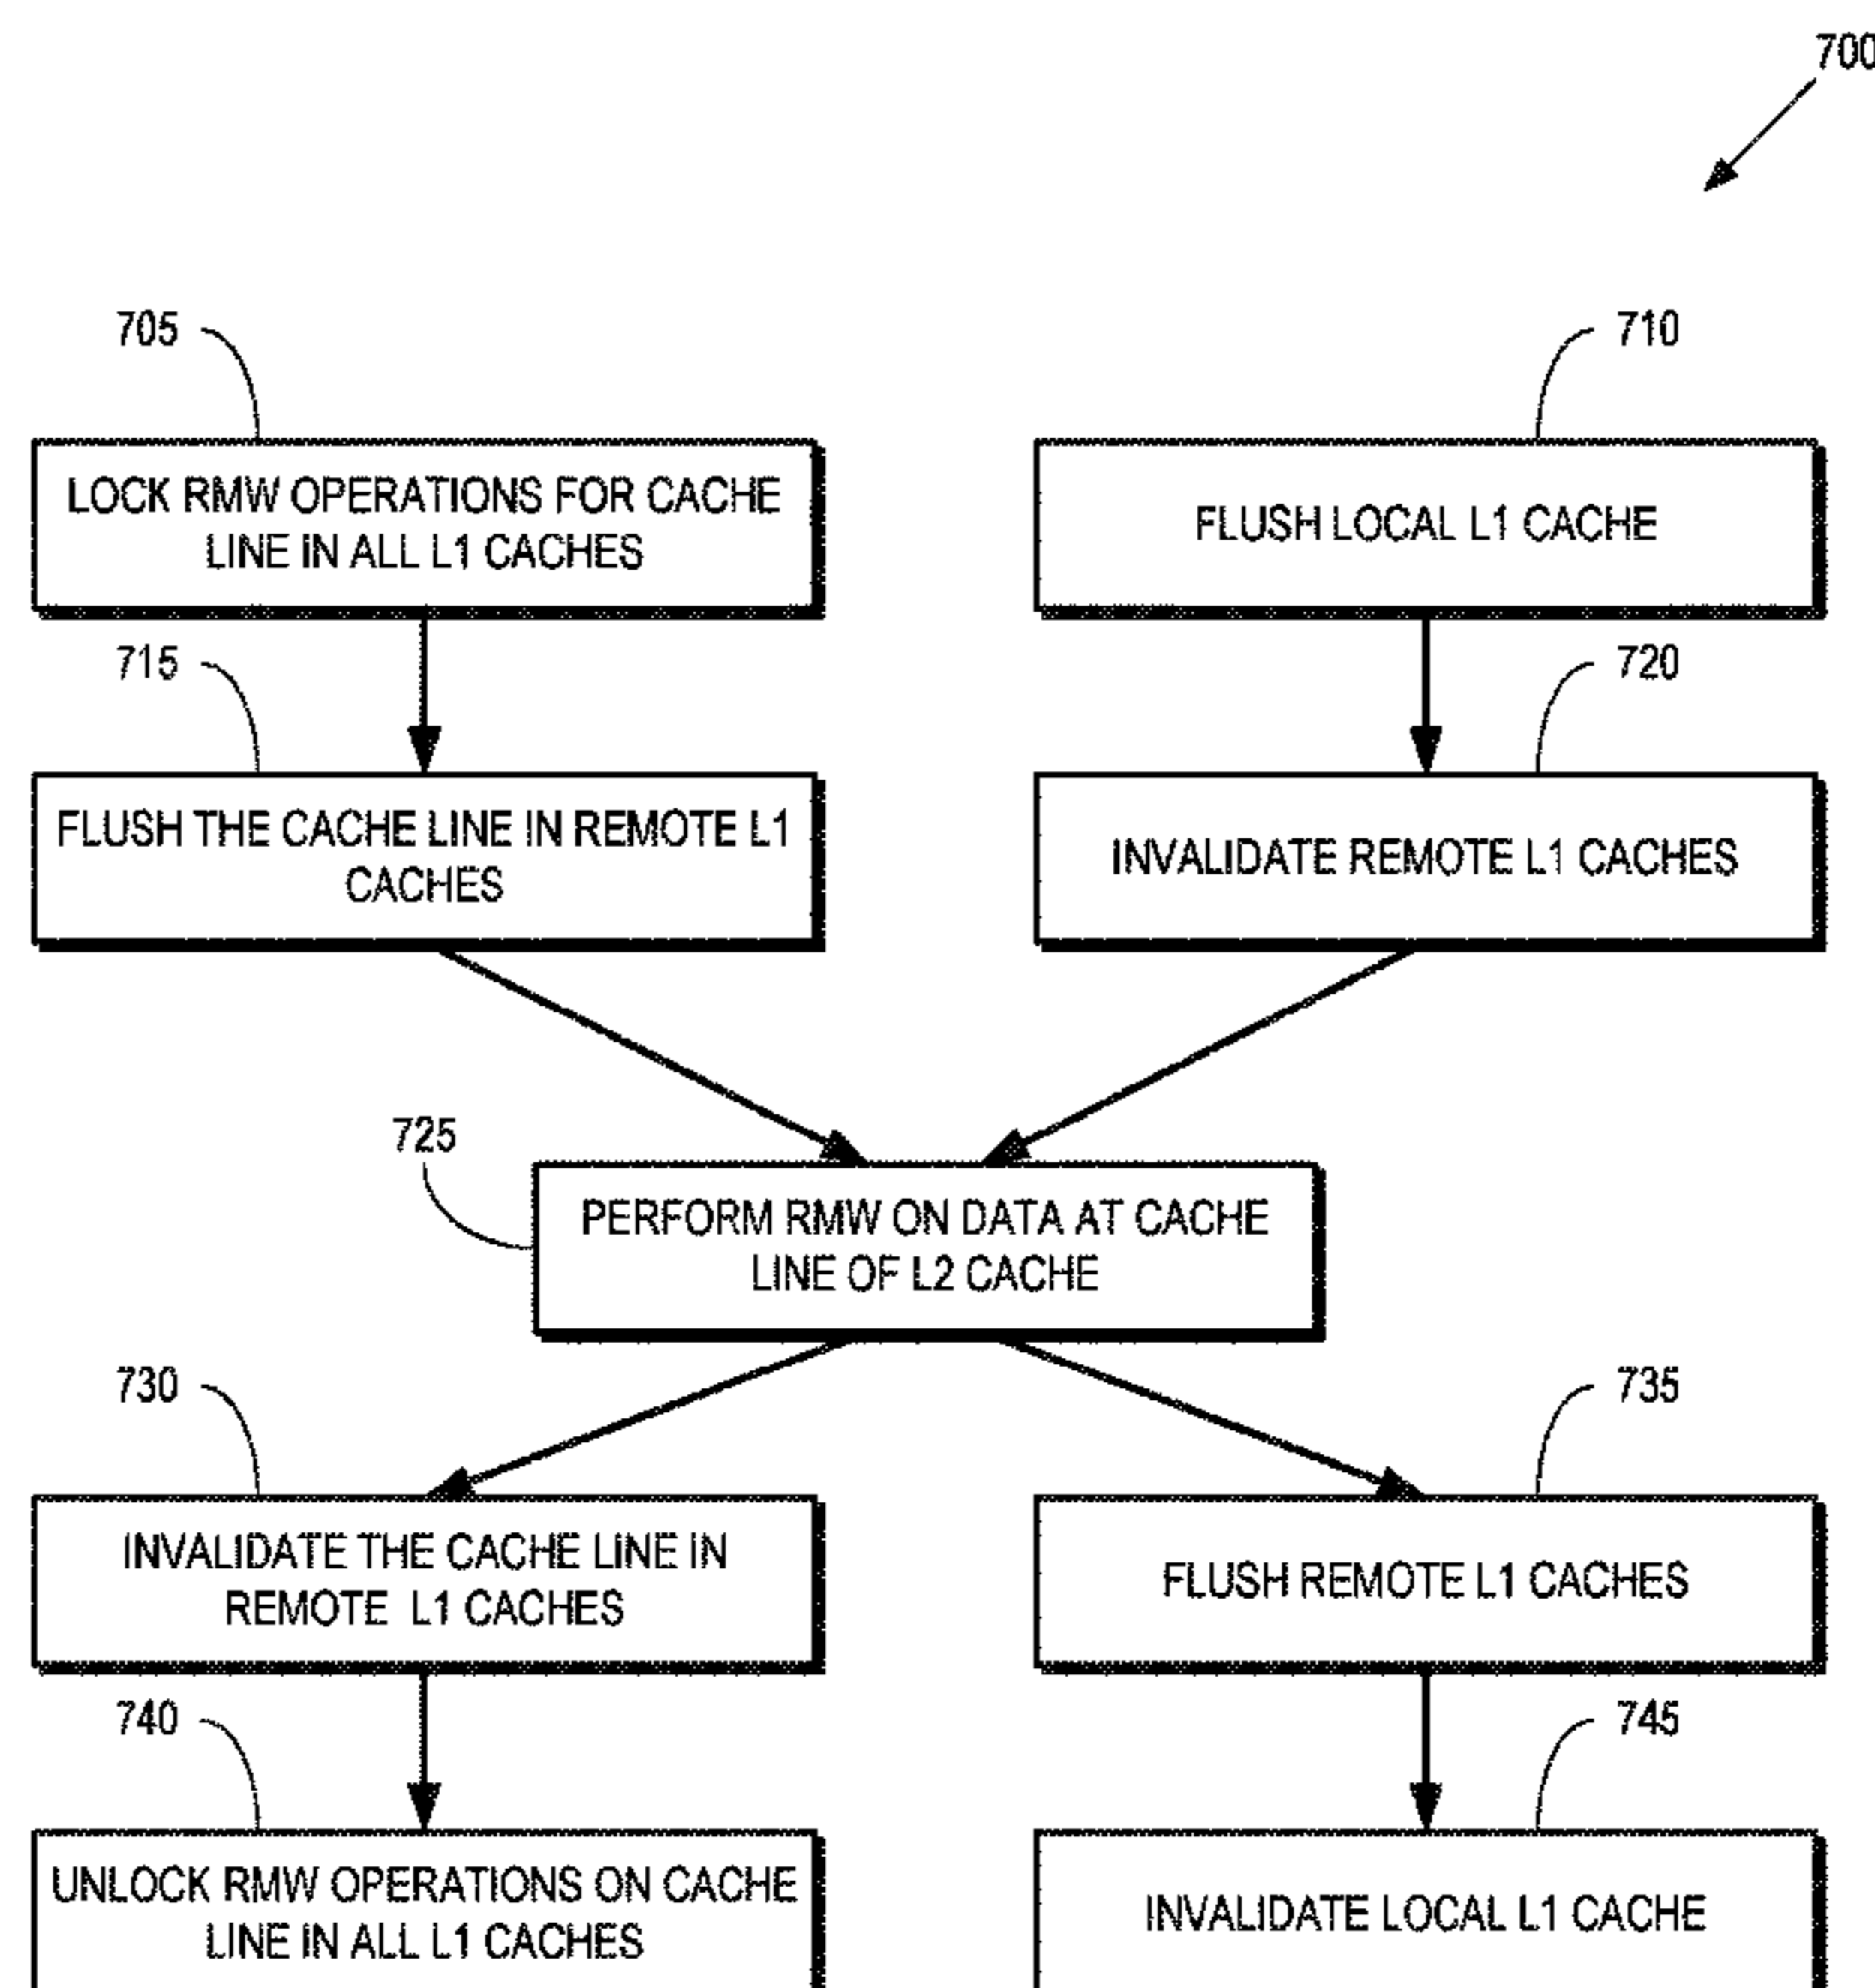 700
705
710
LOCK RMW OPERATIONS FOR CACHE
LINE IN ALL L1 CACHES
FLUSH LOCAL L1 CACHE
715
720
FLUSH THE CACHE LINE IN REMOTE L1
CACHES
INVALIDATE REMOTE L1 CACHES
725
PERFORM RMW ON DATA AT CACHE
LINE OF L2 CACHE
730
735
INVALIDATE THE CACHE LINE IN
REMOTE L1 CACHES
FLUSH REMOTE L1 CACHES
740
745
UNLOCK RMW OPERATIONS ON CACHE
LINE IN ALL L1 CACHES
INVALIDATE LOCAL L1 CACHE